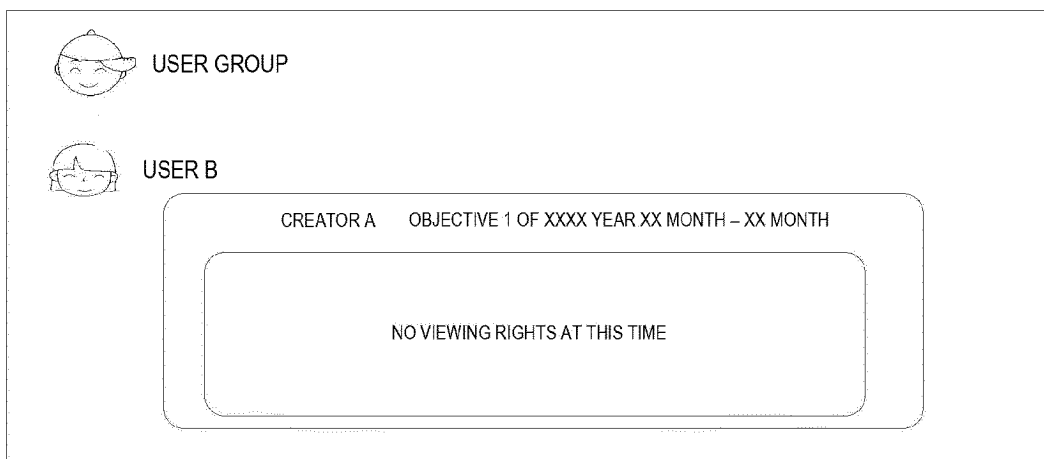 USER GROUP
USER B
CREATOR A OBJECTIVE 1 OF XXXX YEAR XX MONTH – XX MONTH
NO VIEWING RIGHTS AT THIS TIME